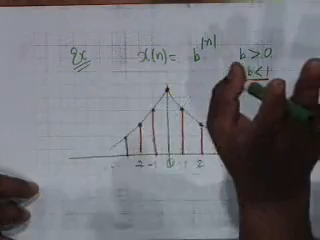 Ex x(n) = b^|n| b > 0
b < 1
2 -1 0 1 2